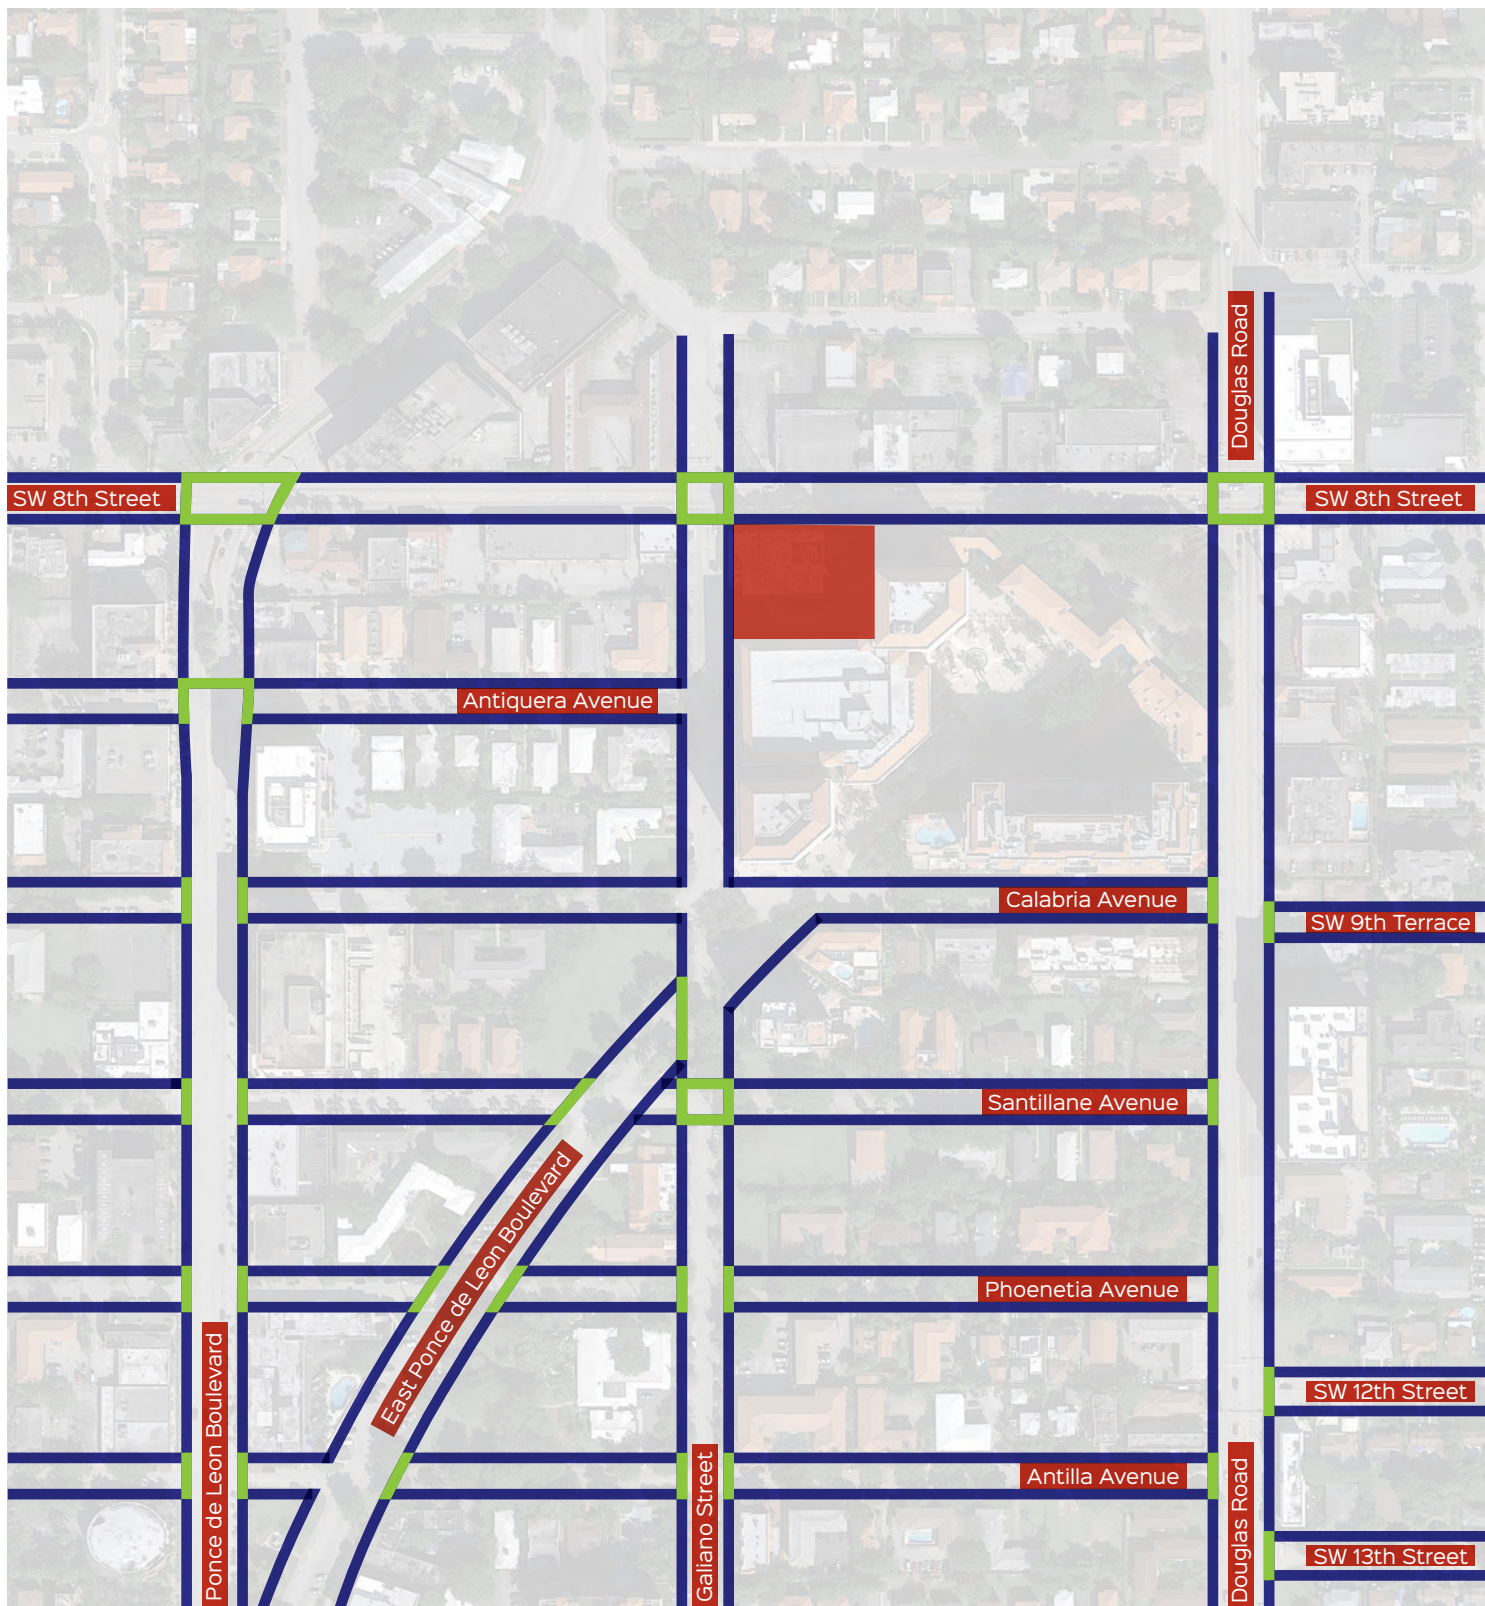 Douglas Road
SW 8th Street
SW 8th Street
Antiquera Avenue
Calabria Avenue
SW 9th Terrace
Santillane Avenue
East Ponce de Leon Boulevard
Phoenetia Avenue
Ponce de Leon Boulevard
SW 12th Street
Galiano Street
Antilla Avenue
Douglas Road
SW 13th Street